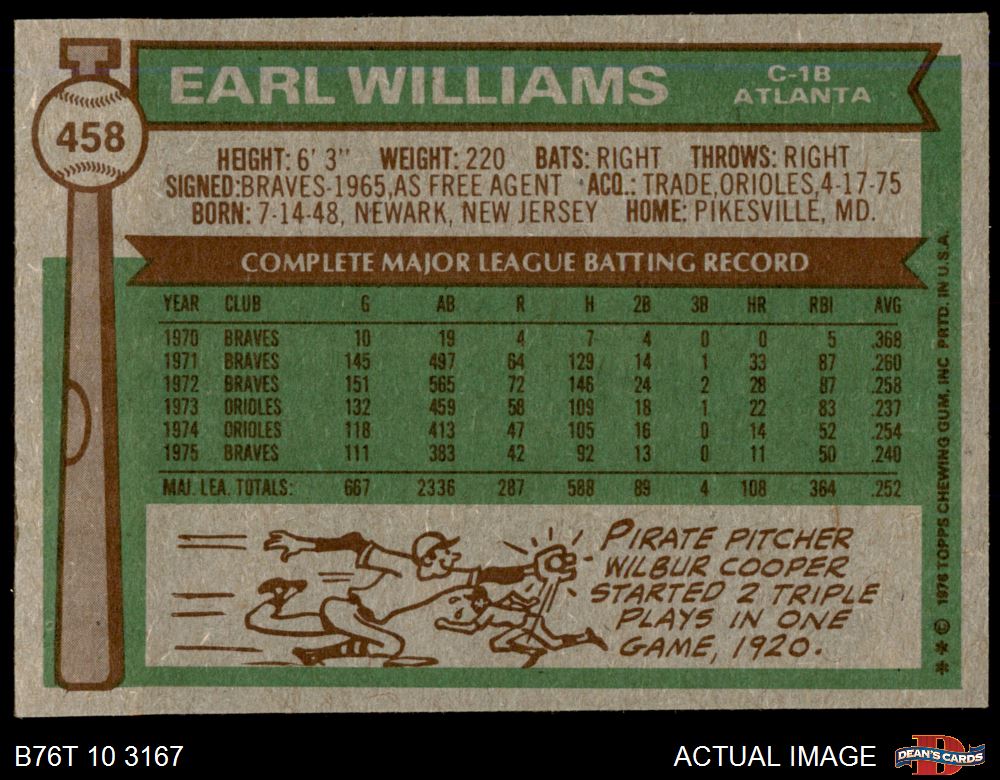 EARL WILLIAMS
C-1B
ATLANTA
458
HEIGHT: 6' 3" WEIGHT: 220 BATS: RIGHT THROWS: RIGHT
SIGNED:BRAVES-1965,AS FREE AGENT ACQ.: TRADE,ORIOLES,4-17-75
BORN: 7-14-48, NEWARK, NEW JERSEY HOME: PIKESVILLE, MD.
COMPLETE MAJOR LEAGUE BATTING RECORD
YEAR CLUB G AB R H 2B 3B HR RBI AVG
1970 BRAVES 10 19 4 7 4 0 0 5 .368
1971 BRAVES 145 497 64 129 14 1 33 87 .260
1972 BRAVES 151 565 72 146 24 2 28 87 .258
1973 ORIOLES 132 459 58 109 18 1 22 83 .237
1974 ORIOLES 118 413 47 105 16 0 14 52 .254
1975 BRAVES 111 383 42 92 13 0 11 50 .240
MAJ. LEA. TOTALS: 667 2336 287 588 89 4 108 364 .252
PIRATE PITCHER
WILBUR COOPER
STARTED 2 TRIPLE
PLAYS IN ONE
GAME, 1920.
** © 1976 TOPPS CHEWING GUM, INC PRTD. IN U.S.A.
B76T 10 3167
ACTUAL IMAGE
D
DEAN'S CARDS